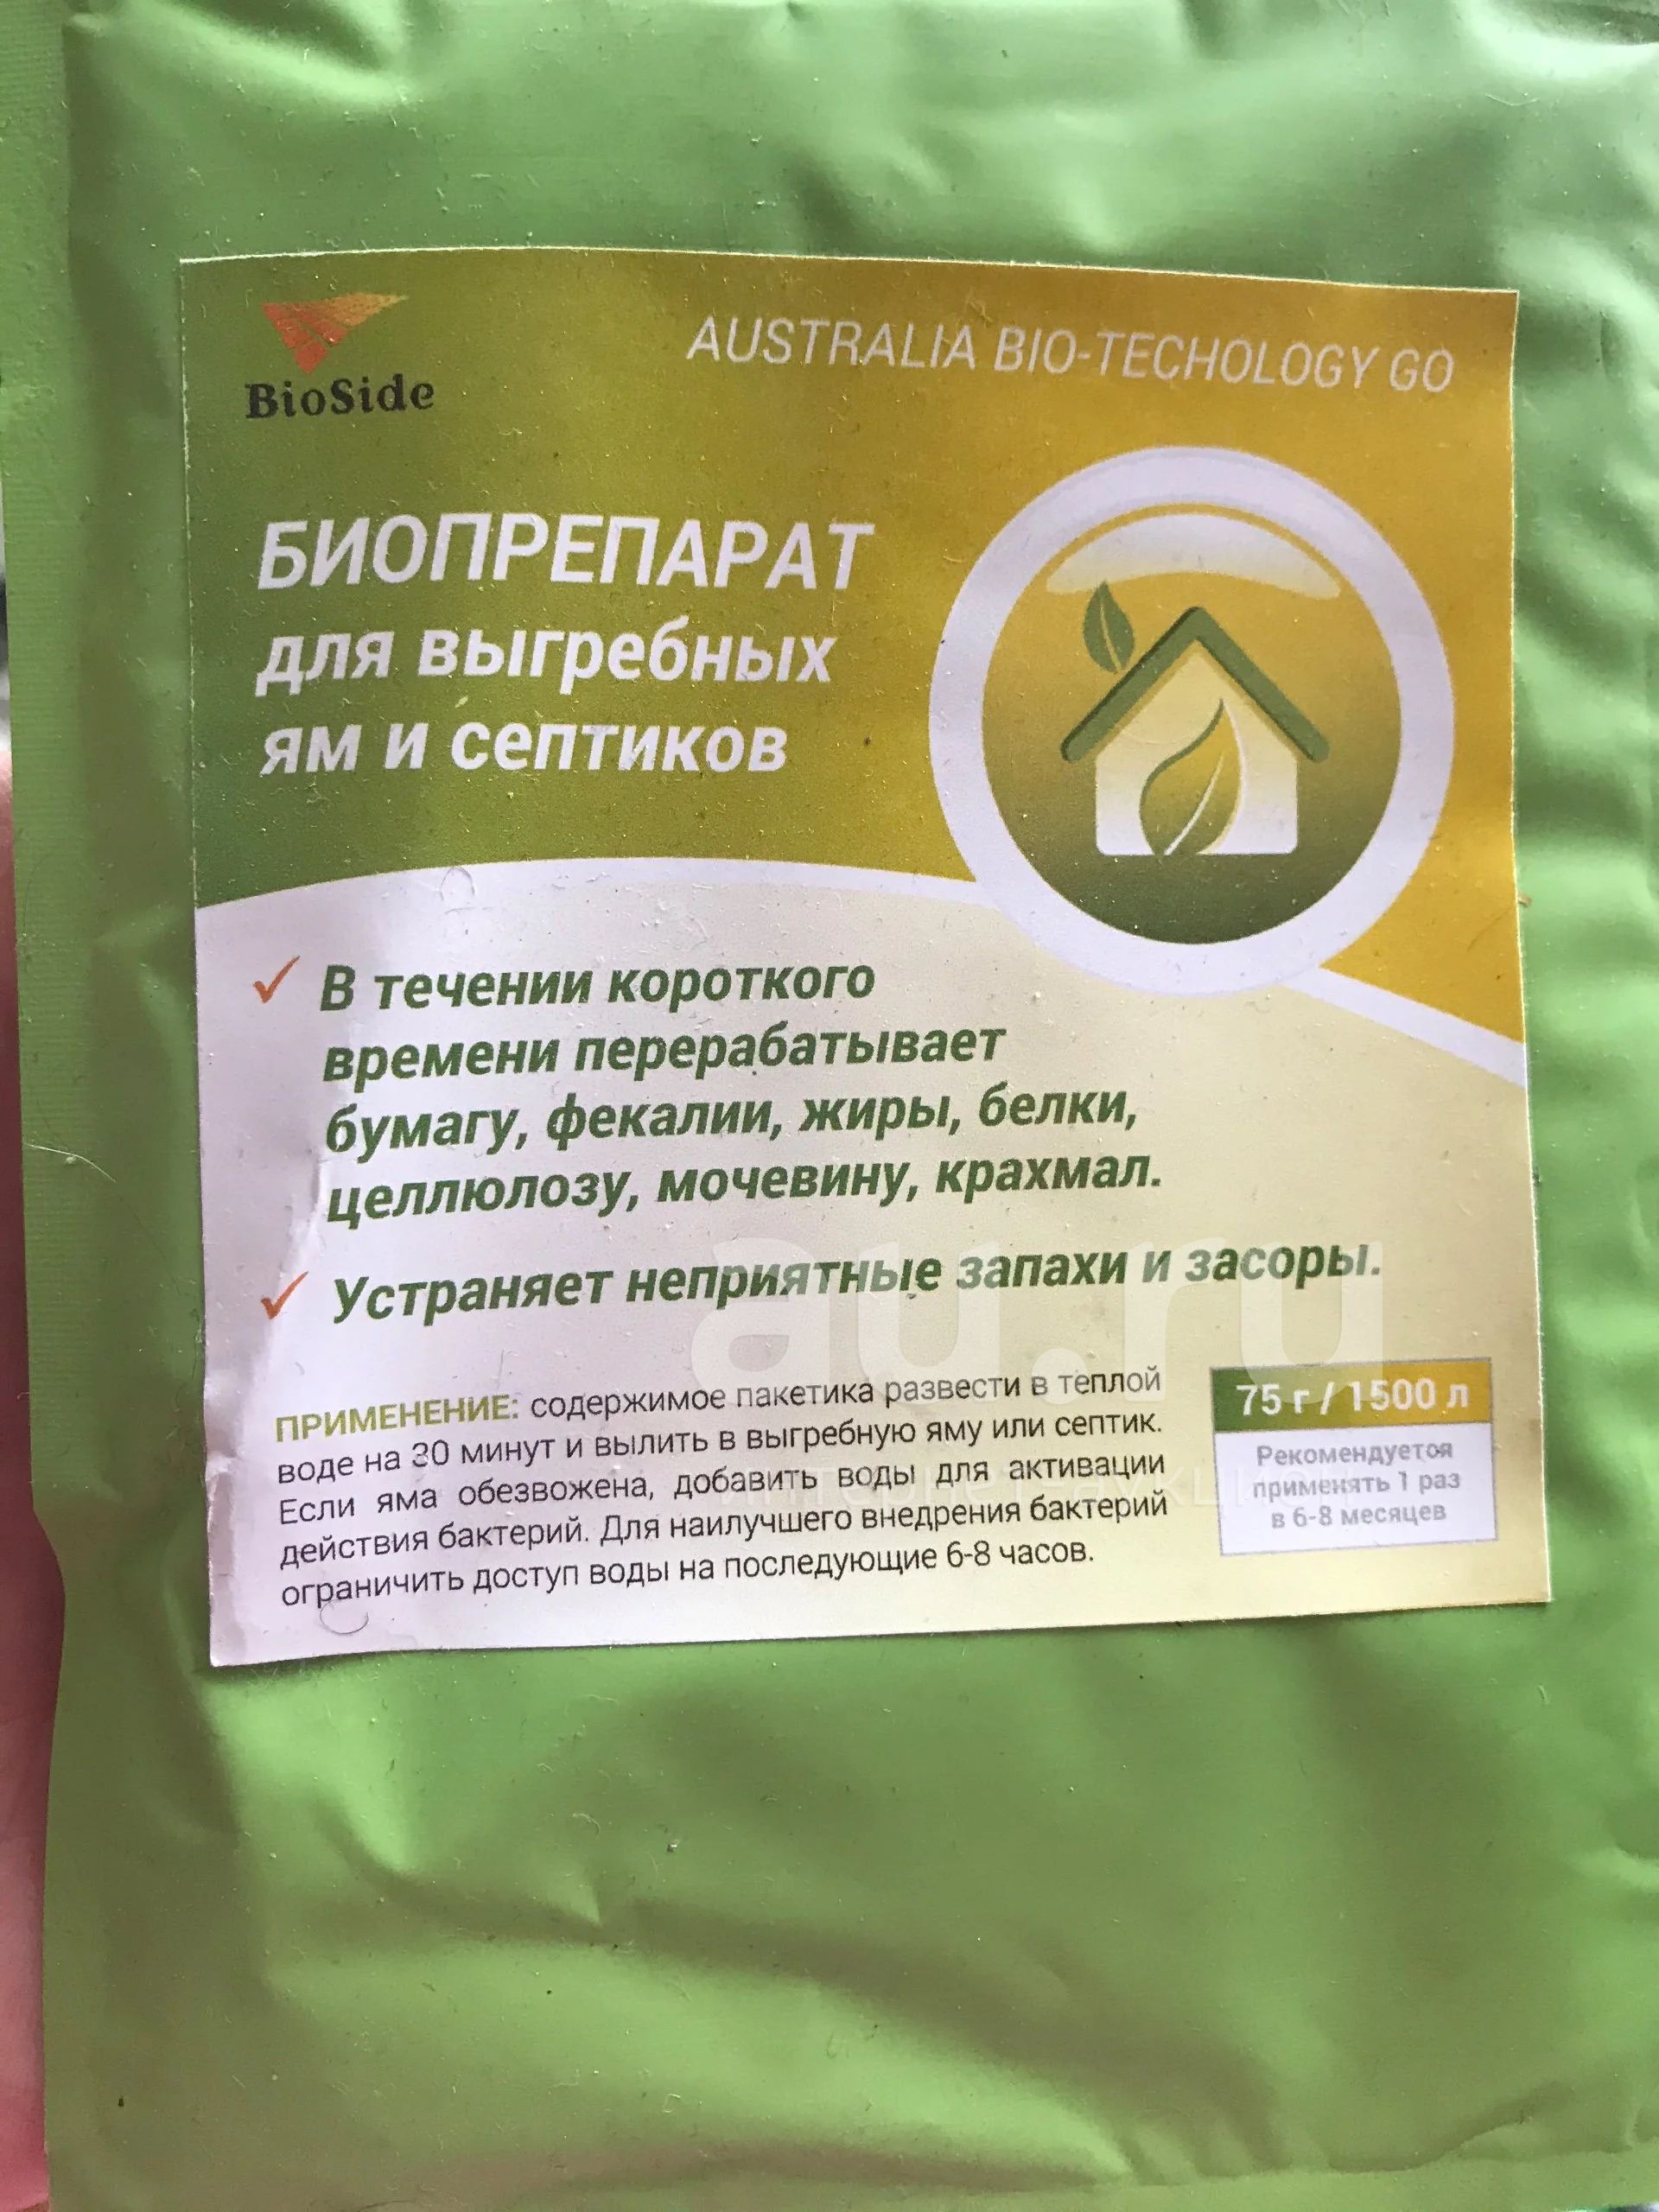 BioSide
AUSTRALIA BIO-TECHOLOGY GO
БИОПРЕПАРАТ
для выгребных
ям и септиков
✓ В течении короткого
времени перерабатывает
бумагу, фекалии, жиры, белки,
целлюлозу, мочевину, крахмал.
✓ Устраняет неприятные запахи и засоры.
au.ru
ПРИМЕНЕНИЕ: содержимое пакетика развести в теплой
воде на 30 минут и вылить в выгребную яму или септик.
Если яма обезвожена, добавить воды для активации
действия бактерий. Для наилучшего внедрения бактерий
ограничить доступ воды на последующие 6-8 часов.
75 г / 1500 л
Рекомендуется
применять 1 раз
в 6-8 месяцев